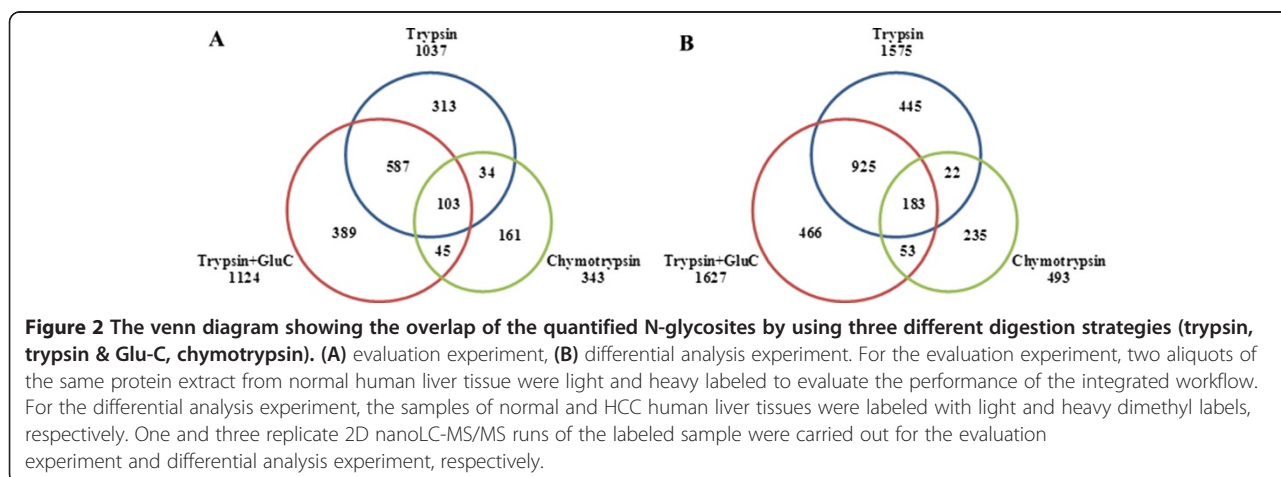 A
Trypsin
1037
313
587
34
103
389
45
161
Trypsin+GluC
1124
Chymotrypsin
343
B
Trypsin
1575
445
925
22
183
466
53
235
Trypsin+GluC
1627
Chymotrypsin
493
Figure 2 The venn diagram showing the overlap of the quantified N-glycosites by using three different digestion strategies (trypsin,
trypsin & Glu-C, chymotrypsin). (A) evaluation experiment, (B) differential analysis experiment. For the evaluation experiment, two aliquots of
the same protein extract from normal human liver tissue were light and heavy labeled to evaluate the performance of the integrated workflow.
For the differential analysis experiment, the samples of normal and HCC human liver tissues were labeled with light and heavy dimethyl labels,
respectively. One and three replicate 2D nanoLC-MS/MS runs of the labeled sample were carried out for the evaluation
experiment and differential analysis experiment, respectively.